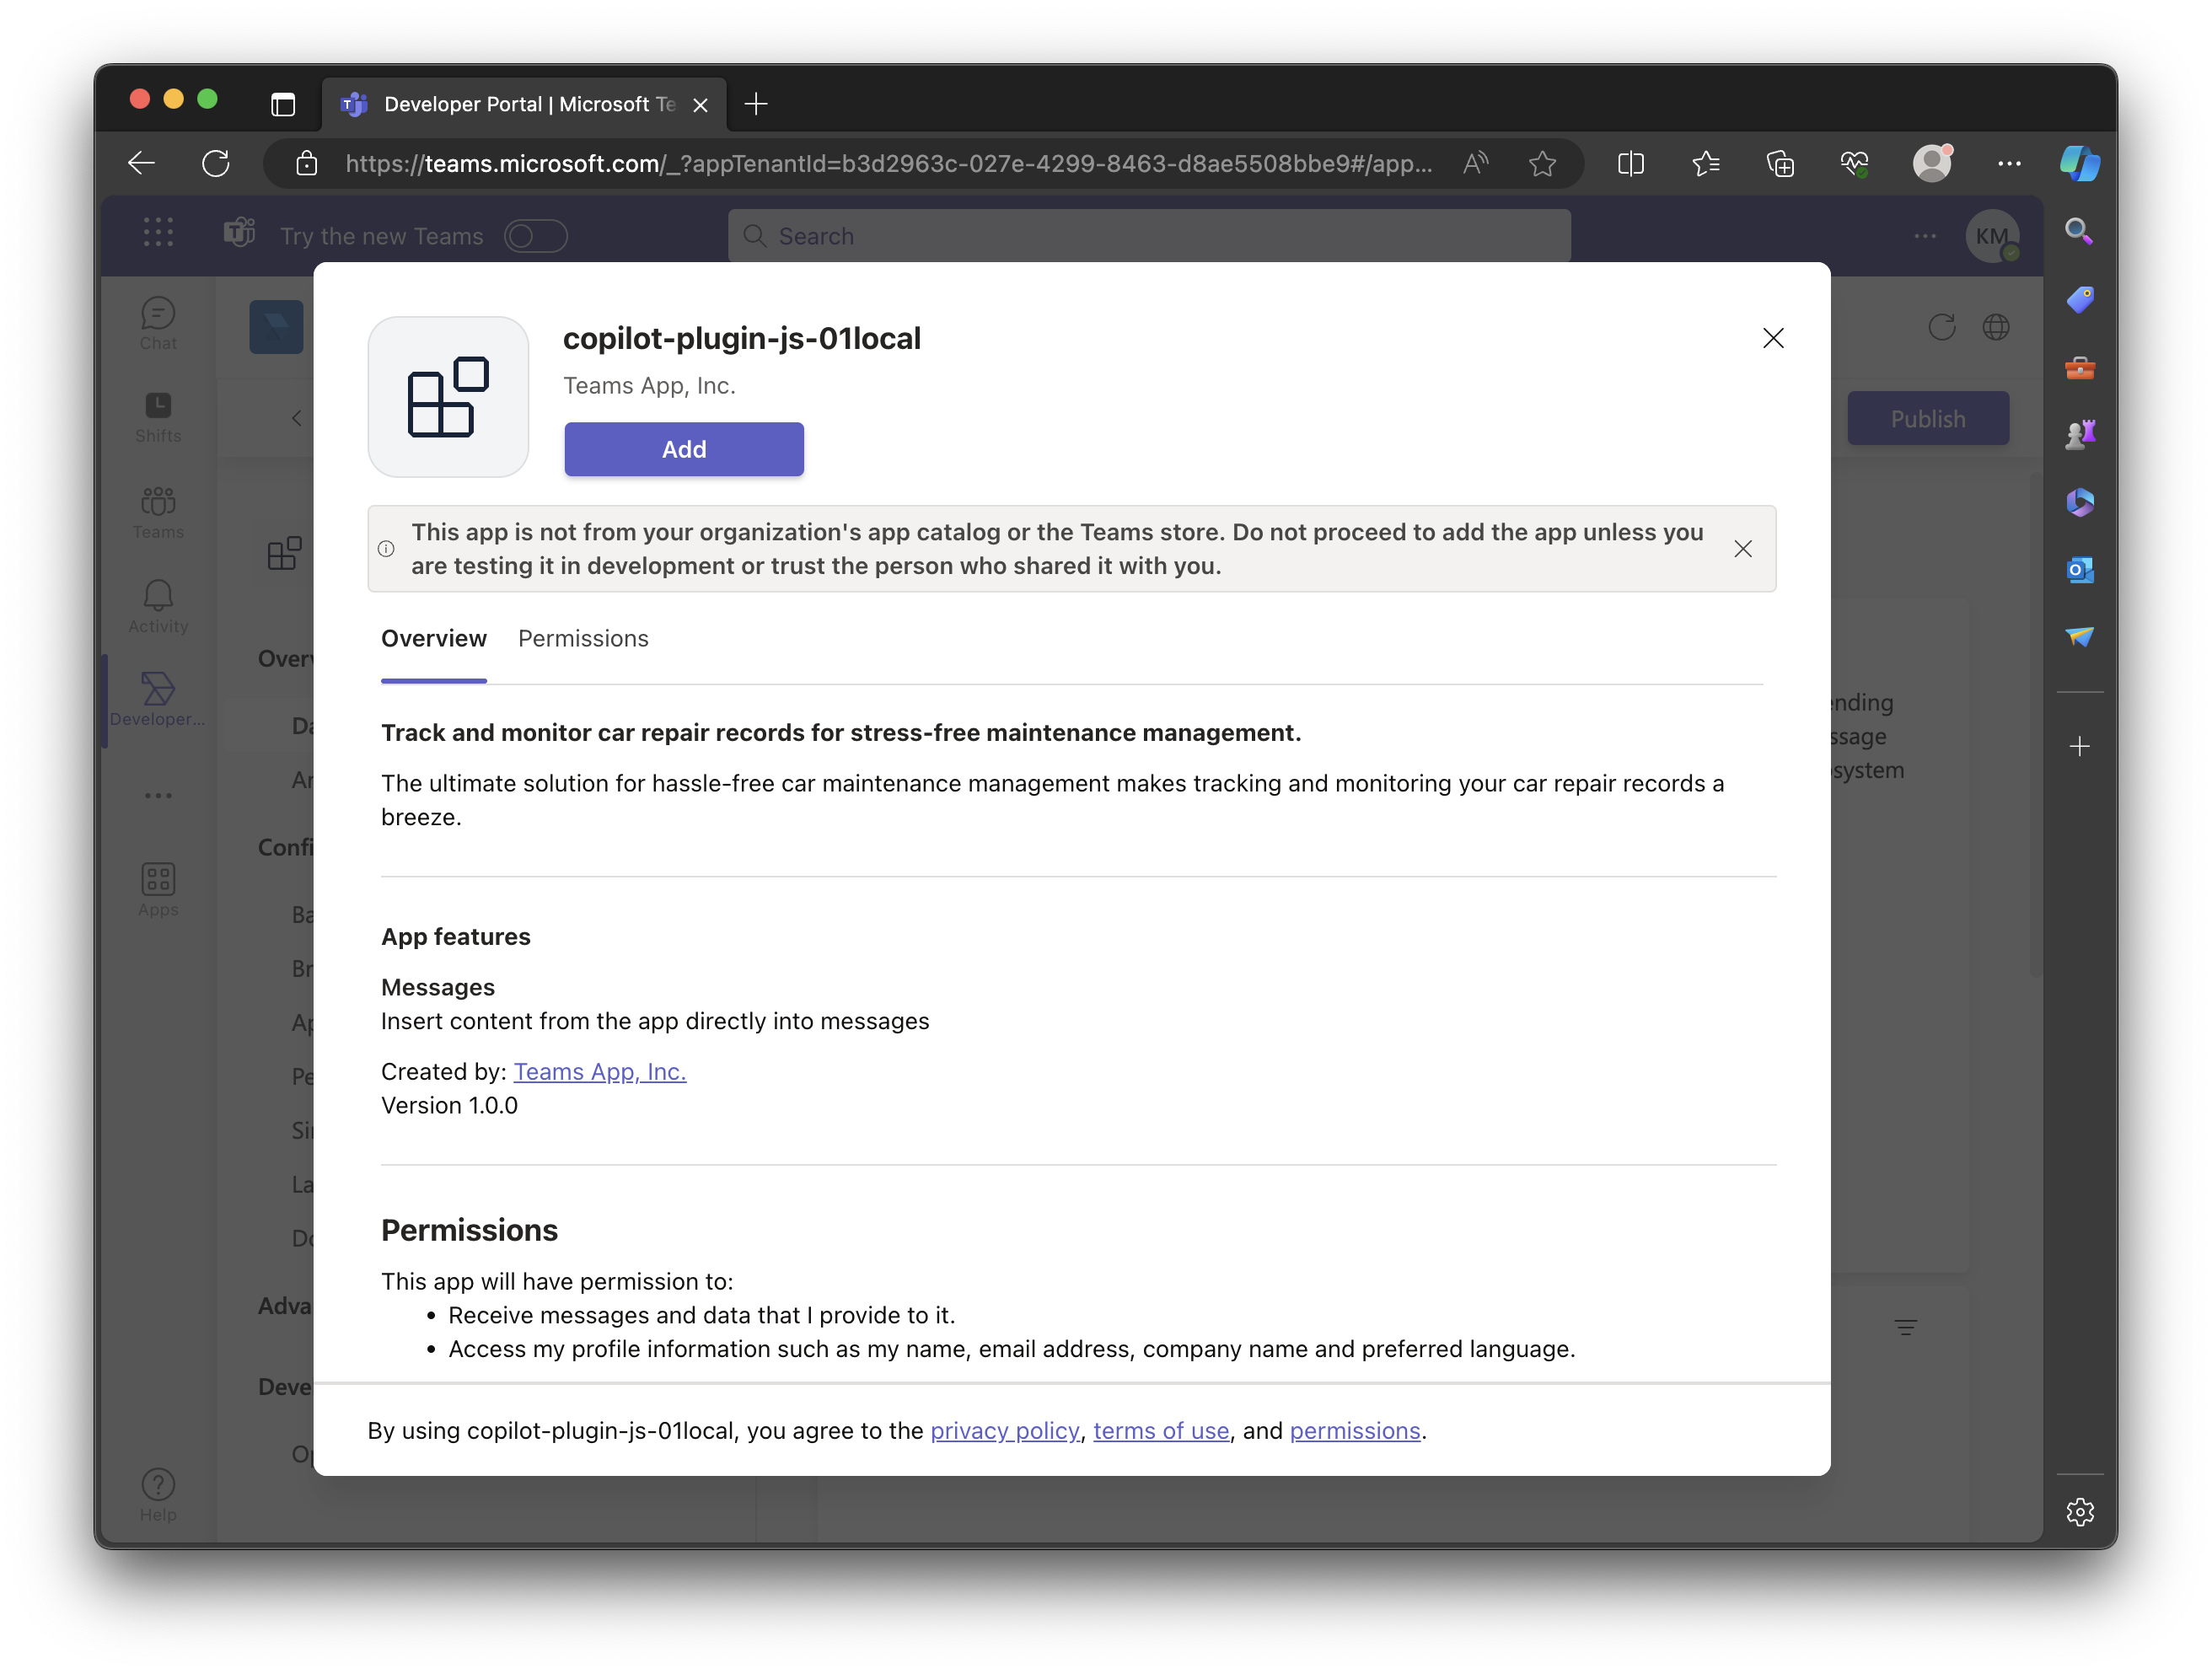 Developer Portal | Microsoft Te
https://teams.microsoft.com/_?appTenantId=b3d2963c-027e-4299-8463-d8ae5508bbe9#/app...
Try the new Teams
Search
KM
Chat
Shifts
Teams
Activity
Developer...
Apps
Help
Publish
Overv
Da
An
Confi
Ba
Br
Ap
Pe
Sin
La
Do
Adva
Deve
Op
ending
ssage
osystem
copilot-plugin-js-01local
Teams App, Inc.
Add
This app is not from your organization's app catalog or the Teams store. Do not proceed to add the app unless you
are testing it in development or trust the person who shared it with you.
Overview Permissions
Track and monitor car repair records for stress-free maintenance management.
The ultimate solution for hassle-free car maintenance management makes tracking and monitoring your car repair records a
breeze.
App features
Messages
Insert content from the app directly into messages
Created by: Teams App, Inc.
Version 1.0.0
Permissions
This app will have permission to:
• Receive messages and data that I provide to it.
• Access my profile information such as my name, email address, company name and preferred language.
By using copilot-plugin-js-01local, you agree to the privacy policy, terms of use, and permissions.